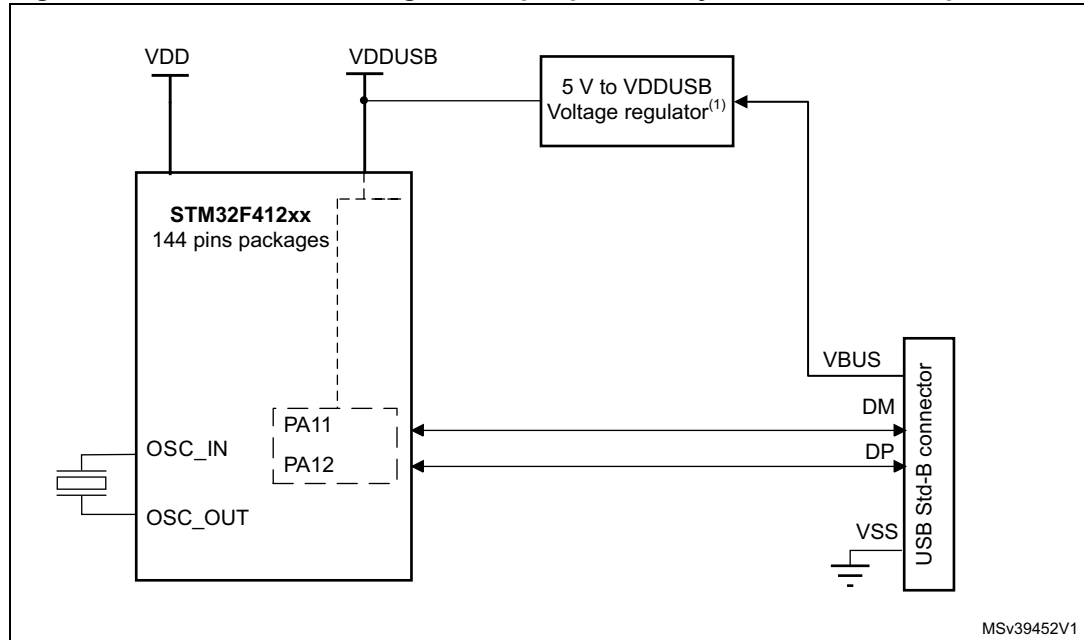 VDD
VDDUSB
5 V to VDDUSB
Voltage regulator(1)
STM32F412xx
144 pins packages
VBUS
DM
PA11
OSC_IN
DP
PA12
OSC_OUT
VSS
USB Std-B connector
MSv39452V1